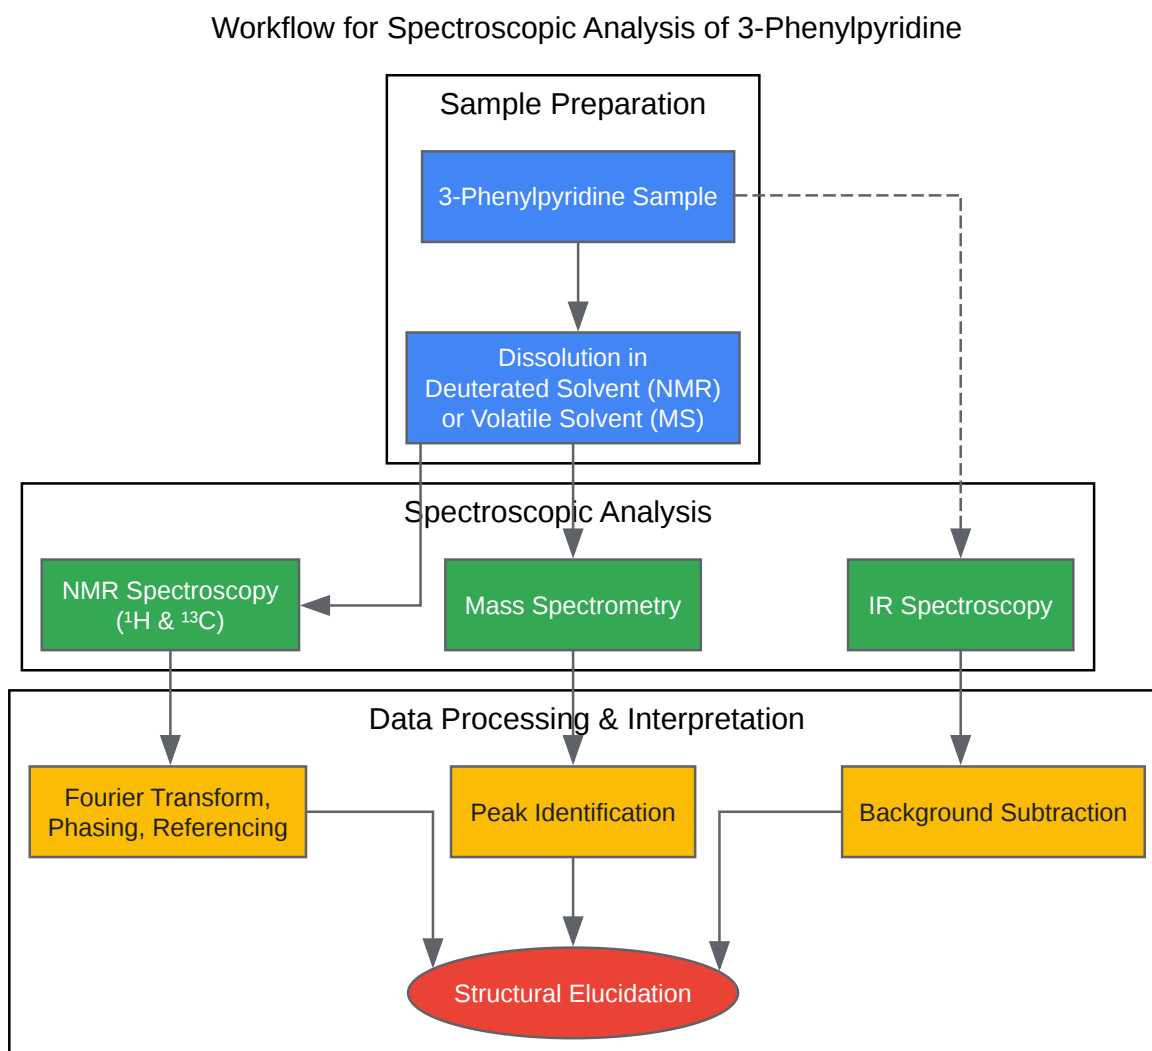 Workflow for Spectroscopic Analysis of 3-Phenylpyridine
Sample Preparation
3-Phenylpyridine Sample
Dissolution in
Deuterated Solvent (NMR)
or Volatile Solvent (MS)
Spectroscopic Analysis
NMR Spectroscopy
(¹H & ¹³C)
Mass Spectrometry
IR Spectroscopy
Data Processing & Interpretation
Fourier Transform,
Phasing, Referencing
Peak Identification
Background Subtraction
Structural Elucidation